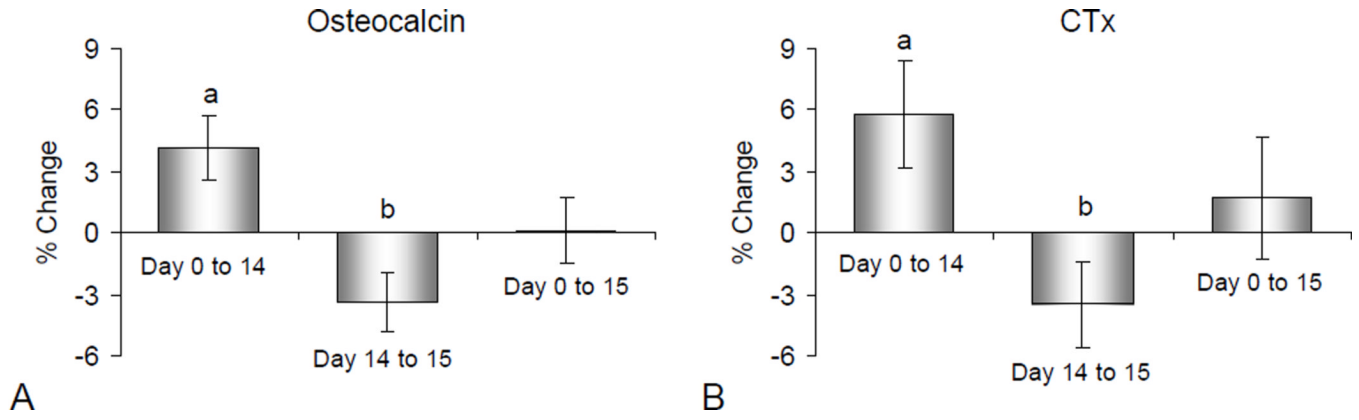 Osteocalcin
9
6
3
0
-3
-6
% Change
a
b
Day 0 to 14
Day 14 to 15
Day 0 to 15
A
CTx
9
6
3
0
-3
-6
% Change
a
b
Day 0 to 14
Day 14 to 15
Day 0 to 15
B